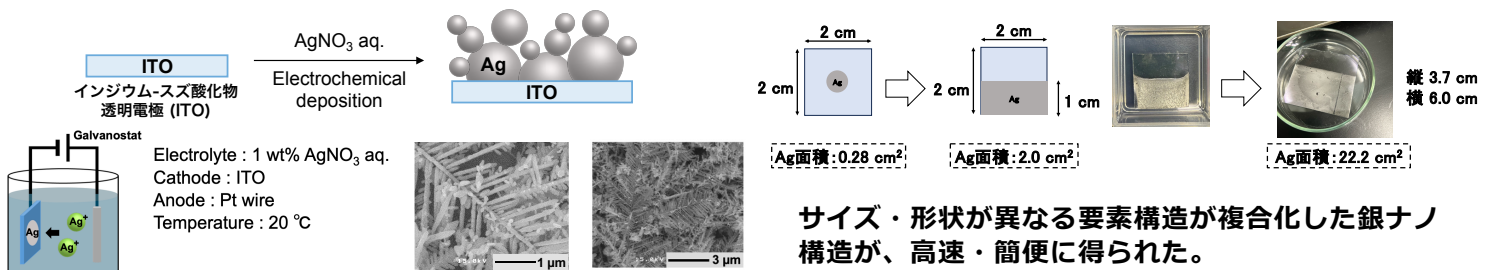 ITO
インジウム-スズ酸化物
透明電極 (ITO)
AgNO₃ aq.
Electrochemical
deposition
Ag
ITO
Galvanostat
Ag
Ag⁺
Ag⁺
Electrolyte : 1 wt% AgNO₃ aq.
Cathode : ITO
Anode : Pt wire
Temperature : 20 ℃
15.0kV
1 μm
15.0kV
3 μm
2 cm
2 cm
Ag
Ag面積:0.28 cm²
2 cm
2 cm
Ag
1 cm
Ag面積:2.0 cm²
縦 3.7 cm
横 6.0 cm
Ag面積:22.2 cm²
サイズ・形状が異なる要素構造が複合化した銀ナノ
構造が、高速・簡便に得られた。